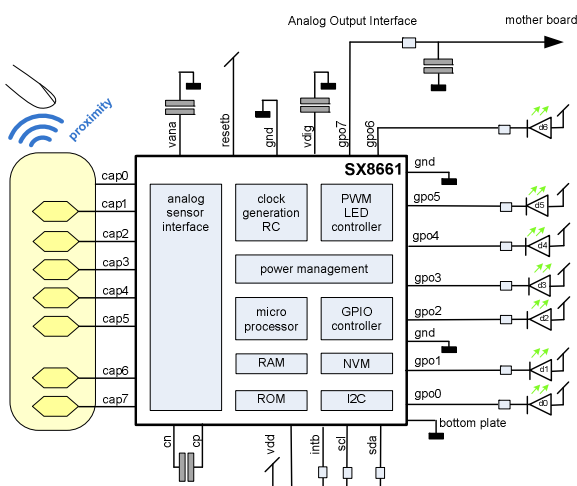 Analog Output Interface
mother board
proximity
vana
resetb
gnd
vdig
gpo7
gpo6
d6
SX8661
gnd
cap0
cap1
cap2
cap3
cap4
cap5
cap6
cap7
analog
sensor
interface
clock
generation
RC
PWM
LED
controller
power management
micro
processor
GPIO
controller
RAM
NVM
ROM
I2C
gpo5
d5
gpo4
d4
gpo3
d3
gpo2
d2
gnd
gpo1
d1
gpo0
d0
bottom plate
cn
cp
vdd
intb
scl
sda